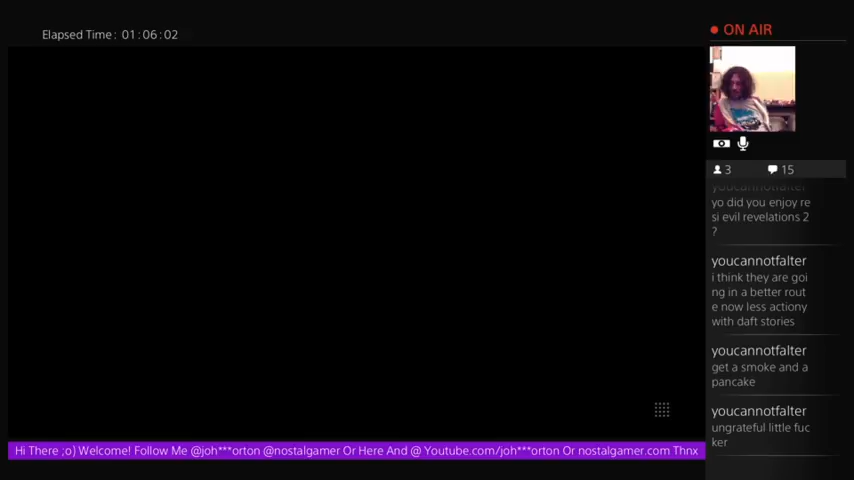 Elapsed Time: 01:06:02
ON AIR
3 15
youcannotfalter
yo did you enjoy re
si evil revelations 2
?
youcannotfalter
i think they are goi
ng in a better rout
e now less actiony
with daft stories
youcannotfalter
get a smoke and a
pancake
youcannotfalter
ungrateful little fuc
ker
Hi There ;o) Welcome! Follow Me @joh***orton @nostalgamer Or Here And @ Youtube.com/joh***orton Or nostalgamer.com Thnx